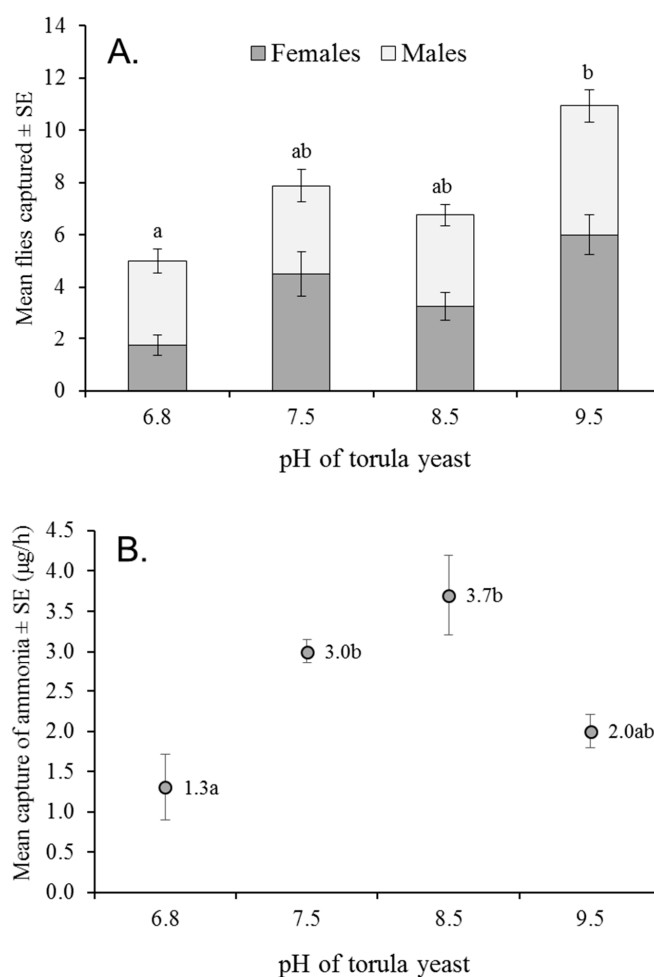 A.
Females Males
Mean flies captured ± SE
14
12
10
8
6
4
2
0
a
ab
ab
b
6.8 7.5 8.5 9.5
pH of torula yeast
B.
Mean capture of ammonia ± SE (µg/h)
4.5
4.0
3.5
3.0
2.5
2.0
1.5
1.0
0.5
0.0
1.3a
3.0b
3.7b
2.0ab
6.8 7.5 8.5 9.5
pH of torula yeast